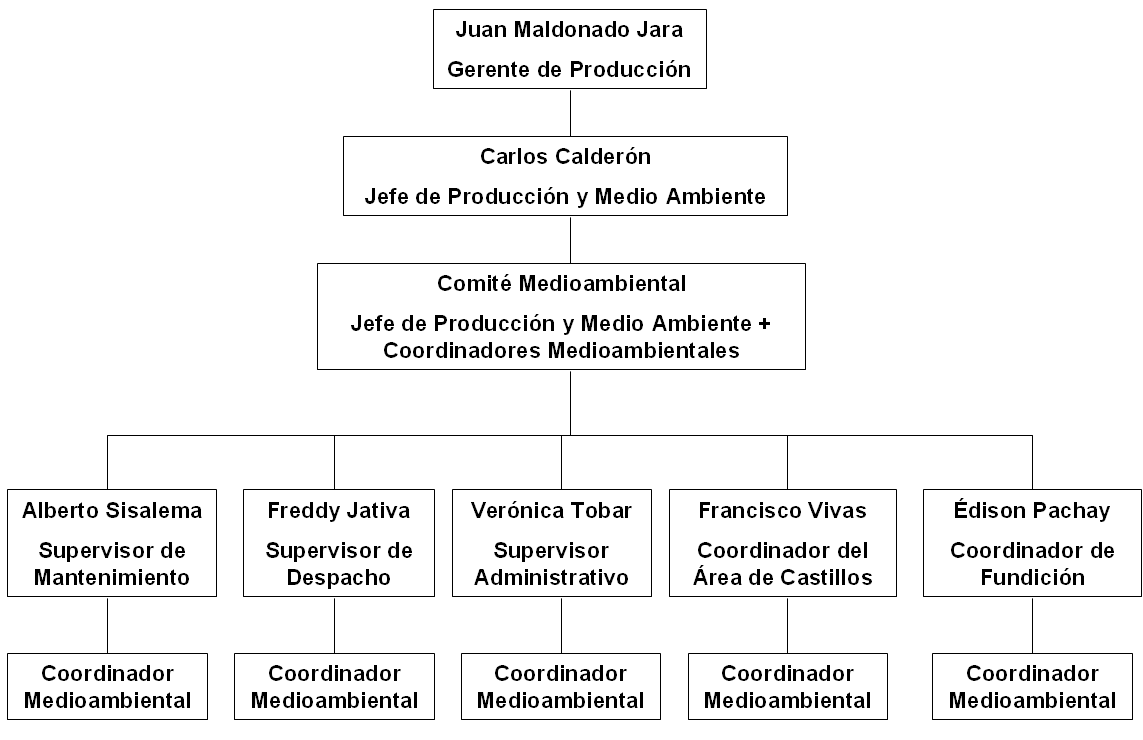 Juan Maldonado Jara
Gerente de Producción
Carlos Calderón
Jefe de Producción y Medio Ambiente
Comité Medioambiental
Jefe de Producción y Medio Ambiente +
Coordinadores Medioambientales
Alberto Sisalema
Supervisor de
Mantenimiento
Freddy Jativa
Supervisor de
Despacho
Verónica Tobar
Supervisor
Administrativo
Francisco Vivas
Coordinador del
Área de Castillos
Édison Pachay
Coordinador de
Fundición
Coordinador
Medioambiental
Coordinador
Medioambiental
Coordinador
Medioambiental
Coordinador
Medioambiental
Coordinador
Medioambiental